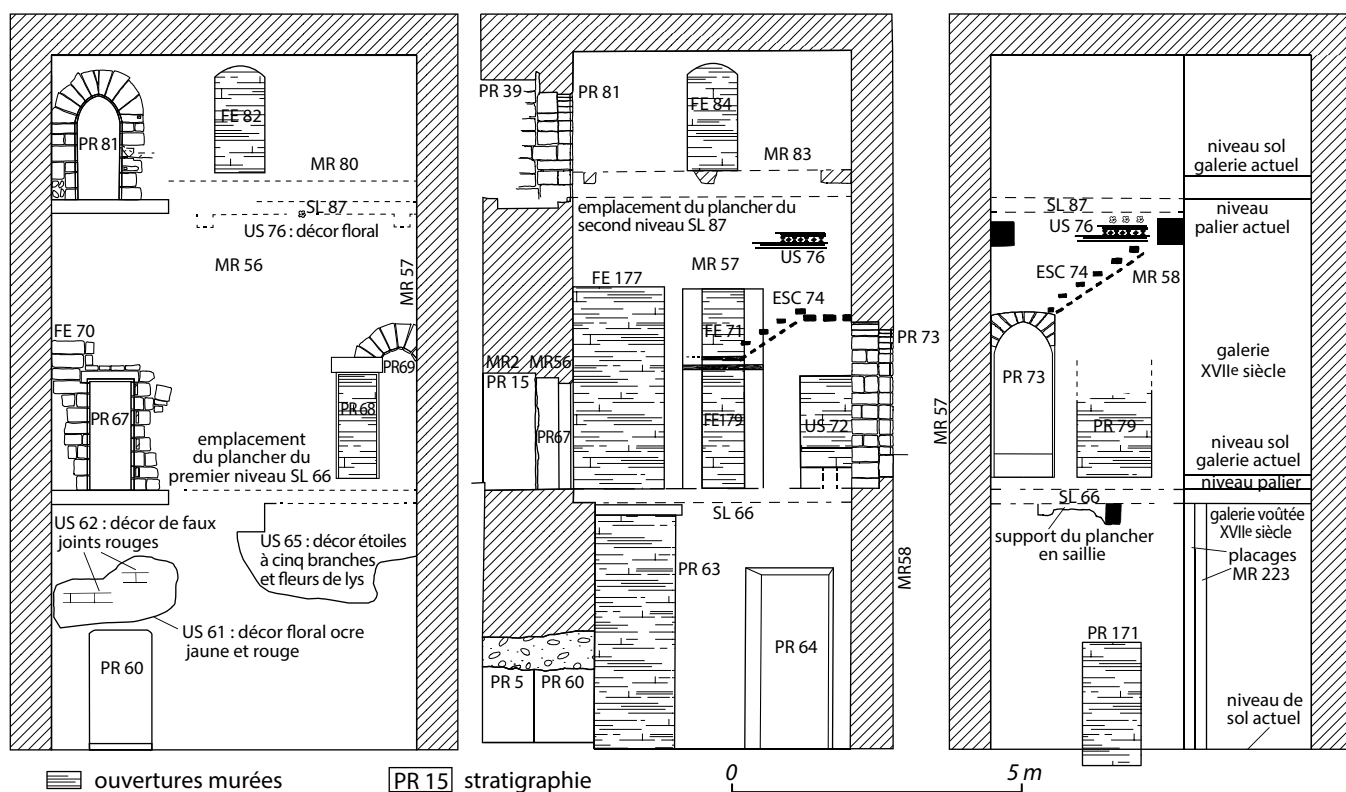 PR 81
FE 82
MR 80
SL 87
US 76 : décor floral
MR 56
MR 57
FE 70
PR 67
PR69
PR 68
emplacement
du plancher du
premier niveau SL 66
US 62 : décor de faux
joints rouges
US 65 : décor étoiles
à cinq branches
et fleurs de lys
US 61 : décor floral ocre
jaune et rouge
PR 60
PR 39
PR 81
FE 84
MR 83
emplacement du plancher du
second niveau SL 87
US 76
MR 57
FE 177
ESC 74
FE 71
PR 73
MR2
MR56
PR 15
PR67
FE179
US 72
SL 66
PR 63
MR58
PR 64
PR 5
PR 60
niveau sol
galerie actuel
SL 87
niveau
palier actuel
US 76
ESC 74
MR 58
PR 73
galerie
XVIIe siècle
MR 57
PR 79
niveau sol
galerie actuel
niveau palier
SL 66
support du plancher
en saillie
galerie voûtée
XVIIe siècle
placages
MR 223
PR 171
niveau de
sol actuel
ouvertures murées
PR 15 stratigraphie
0
5 m